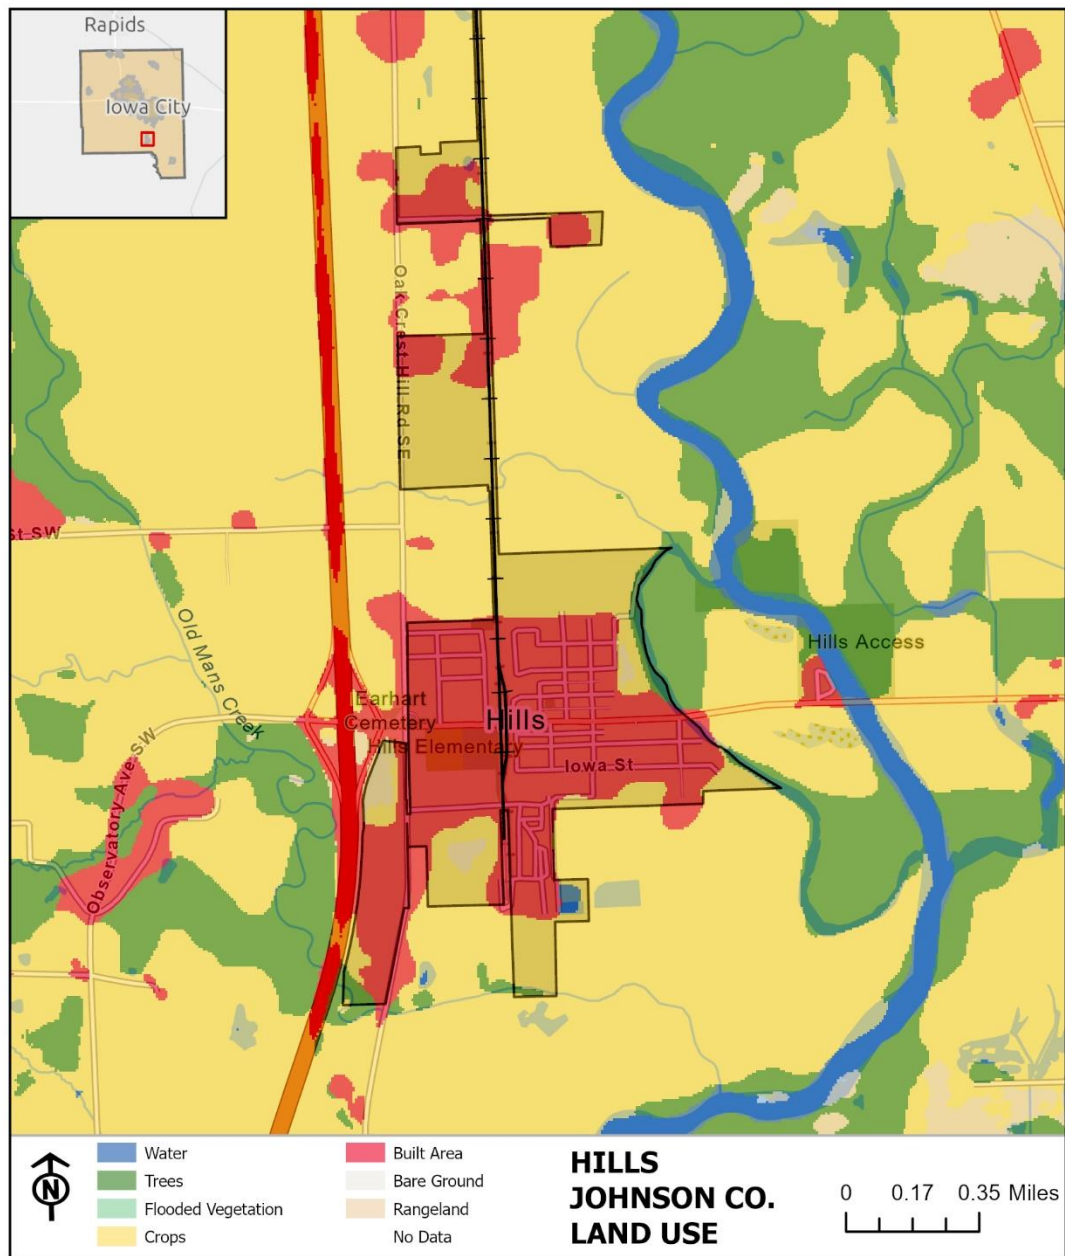 Rapids
Iowa City
Oak Crest Hill Rd SE
St SW
Old Mans Creek
Hills Access
Earhart
Cemetery
Hills
Hills Elementary
Iowa St
Observatory Ave SW
N
Water
Trees
Flooded Vegetation
Crops
Built Area
Bare Ground
Rangeland
No Data
HILLS
JOHNSON CO.
LAND USE
0 0.17 0.35 Miles